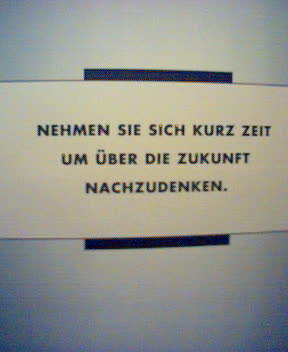 NEHMEN SIE SICH KURZ ZEIT
UM ÜBER DIE ZUKUNFT
NACHZUDENKEN.